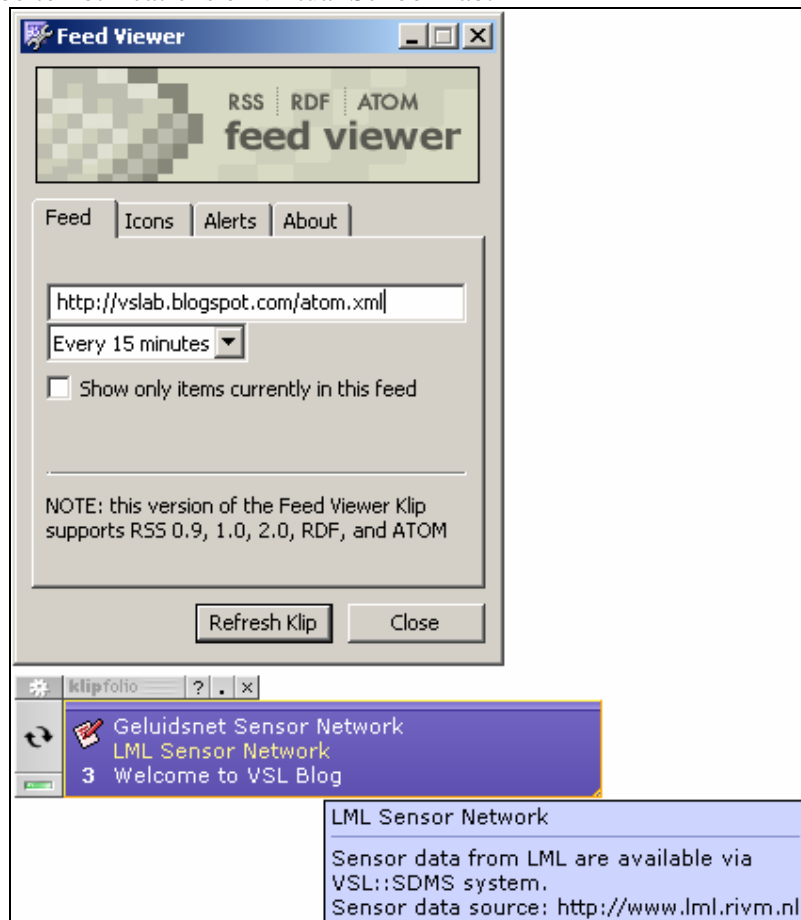 Feed Viewer
RSS RDF ATOM
feed viewer
Feed Icons Alerts About
http://vslab.blogspot.com/atom.xml
Every 15 minutes
Show only items currently in this feed
NOTE: this version of the Feed Viewer Klip
supports RSS 0.9, 1.0, 2.0, RDF, and ATOM
Refresh Klip Close
klipfolio ? . x
Geluidsnet Sensor Network
LML Sensor Network
3 Welcome to VSL Blog
LML Sensor Network
Sensor data from LML are available via
VSL::SDMS system.
Sensor data source: http://www.lml.rivm.nl